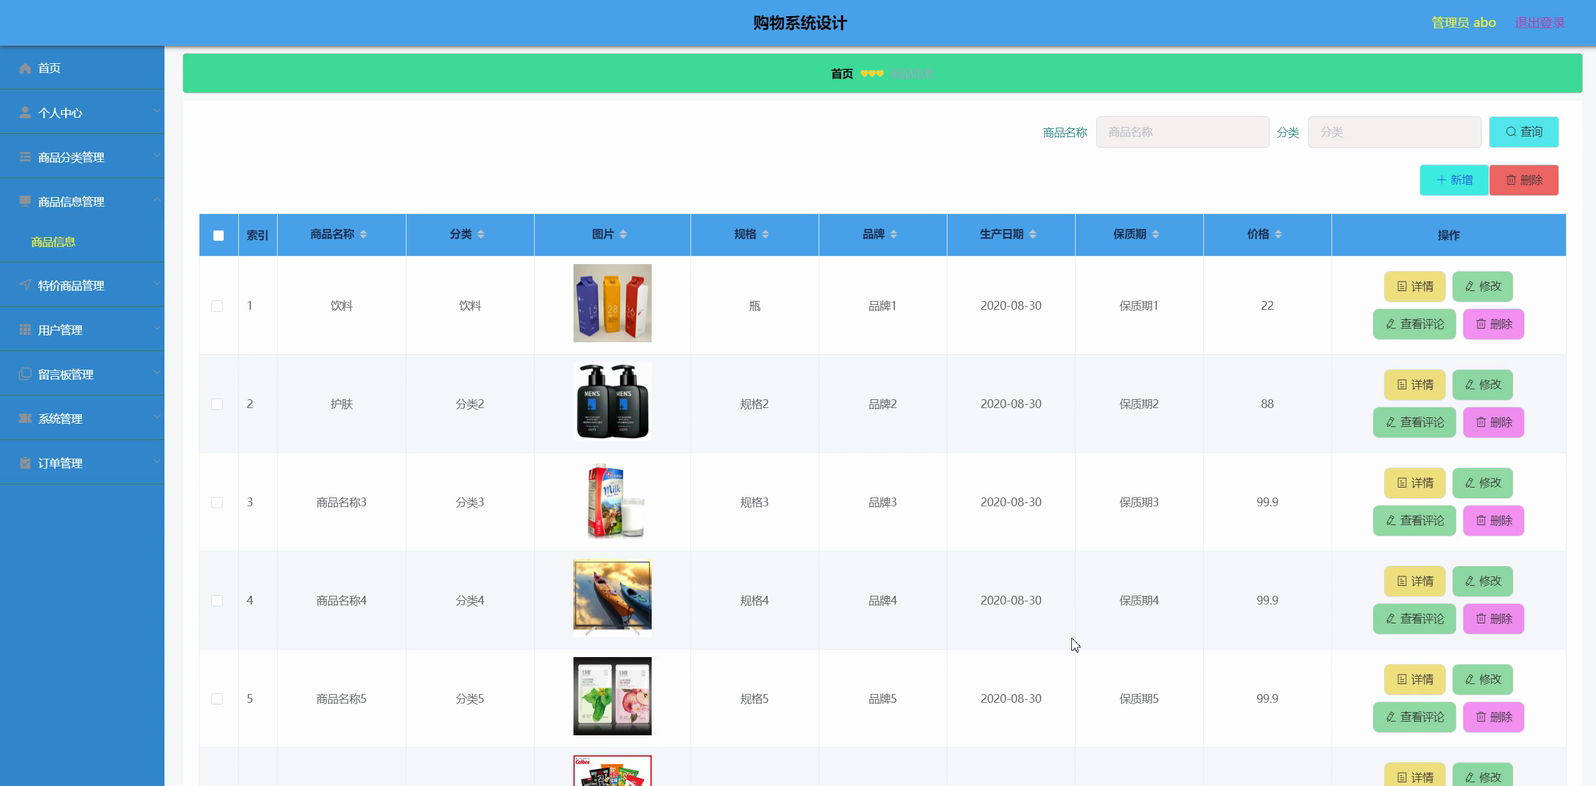 购物系统设计
管理员 abo 退出登录
首页
首页
个人中心
商品分类管理
商品信息管理
商品信息
特价商品管理
用户管理
留言板管理
系统管理
订单管理
商品名称 商品名称 分类 分类 查询
新增 删除
索引 商品名称 分类 图片 规格 品牌 生产日期 保质期 价格 操作
1 饮料 饮料 瓶 品牌1 2020-08-30 保质期1 22 详情 修改
查看评论 删除
2 护肤 分类2 规格2 品牌2 2020-08-30 保质期2 88 详情 修改
MEN'S MEN'S
查看评论 删除
3 商品名称3 分类3 规格3 品牌3 2020-08-30 保质期3 99.9 详情 修改
Milk
查看评论 删除
4 商品名称4 分类4 规格4 品牌4 2020-08-30 保质期4 99.9 详情 修改
查看评论 删除
5 商品名称5 分类5 规格5 品牌5 2020-08-30 保质期5 99.9 详情 修改
查看评论 删除
Calbee
详情 修改